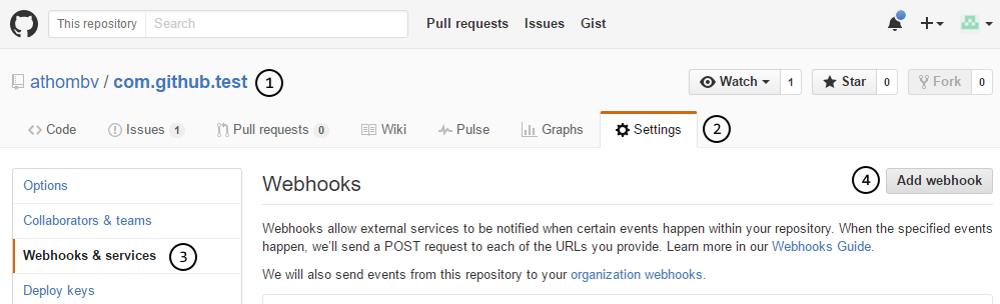 This repository Search Pull requests Issues Gist
athombv / com.github.test 1 Watch 1 Star 0 Fork 0
Code Issues 1 Pull requests 0 Wiki Pulse Graphs Settings 2
Options
Collaborators & teams
Webhooks & services 3
Deploy keys
Webhooks 4 Add webhook
Webhooks allow external services to be notified when certain events happen within your repository. When the specified events
happen, we'll send a POST request to each of the URLs you provide. Learn more in our Webhooks Guide.
We will also send events from this repository to your organization webhooks.